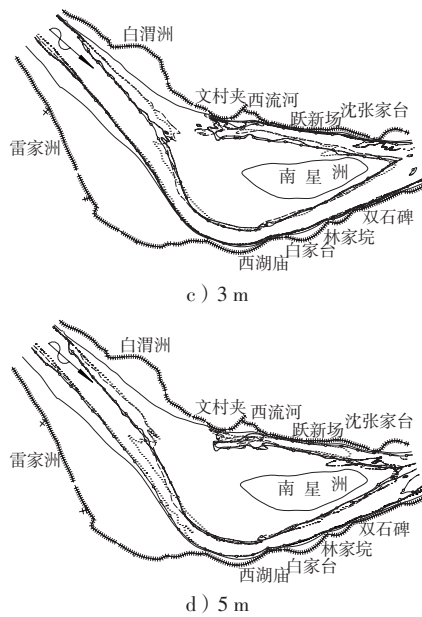 白渭洲
文村夹
西流河
跃新场
沈张家台
雷家洲
南星洲
双石碑
林家垸
白家台
西湖庙
c）3 m
白渭洲
文村夹
西流河
跃新场
沈张家台
雷家洲
南星洲
双石碑
林家垸
白家台
西湖庙
d）5 m